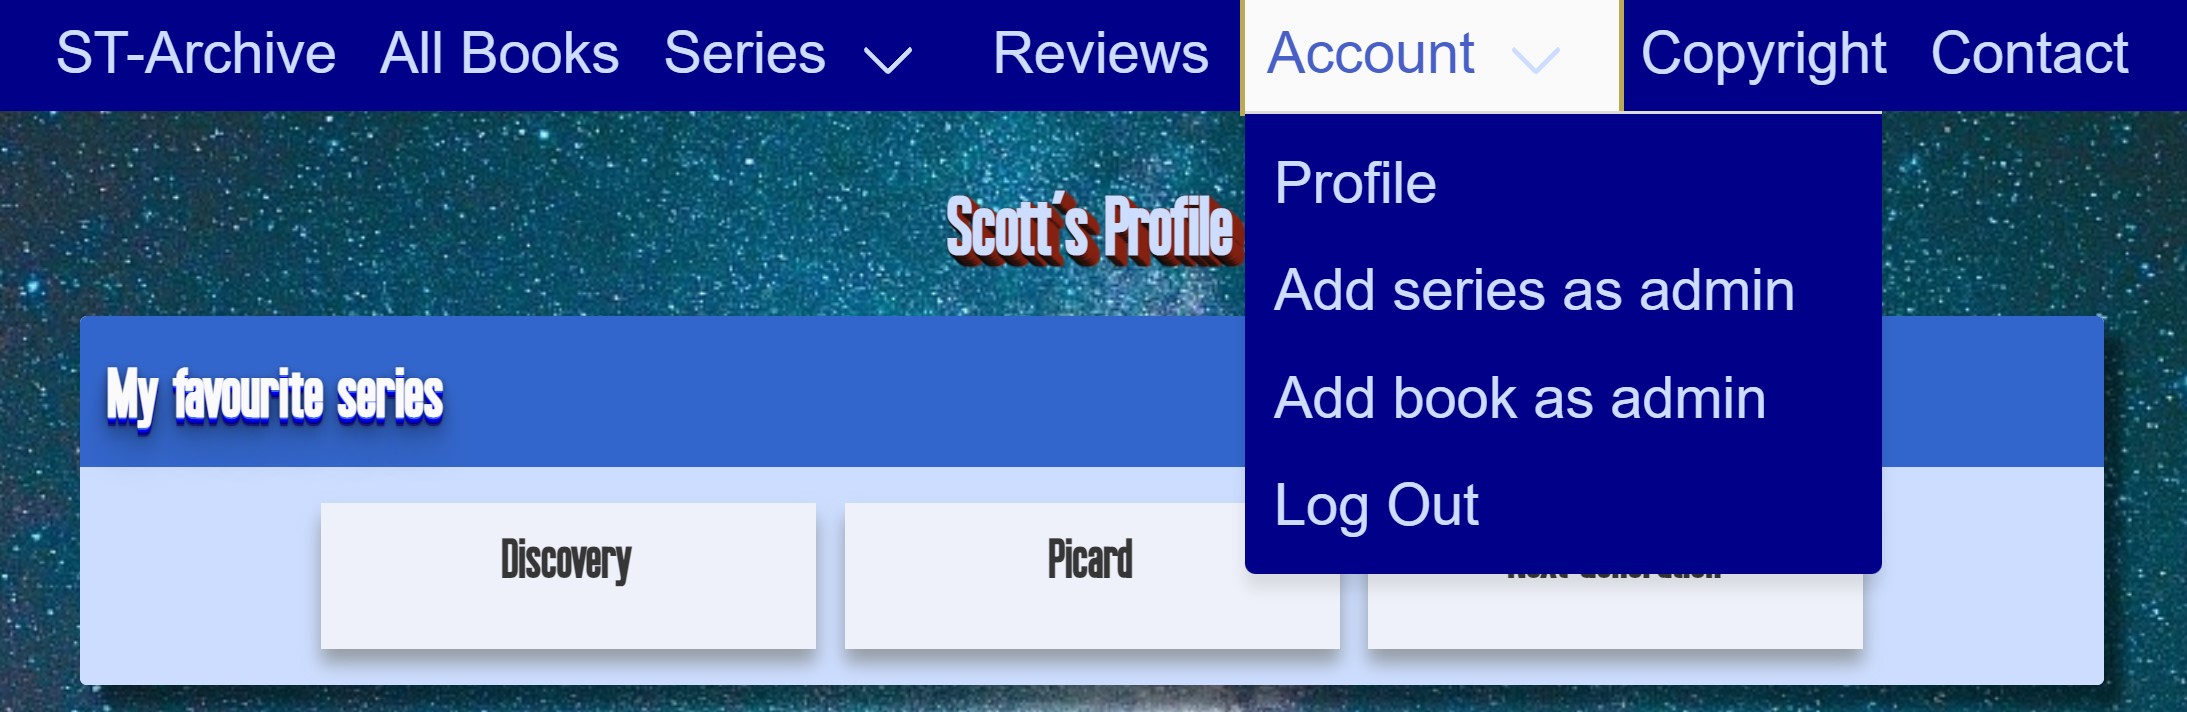 ST-Archive All Books Series Reviews Account Copyright Contact
Profile
Scott's Profile
Add series as admin
My favourite series
Add book as admin
Log Out
Discovery
Picard